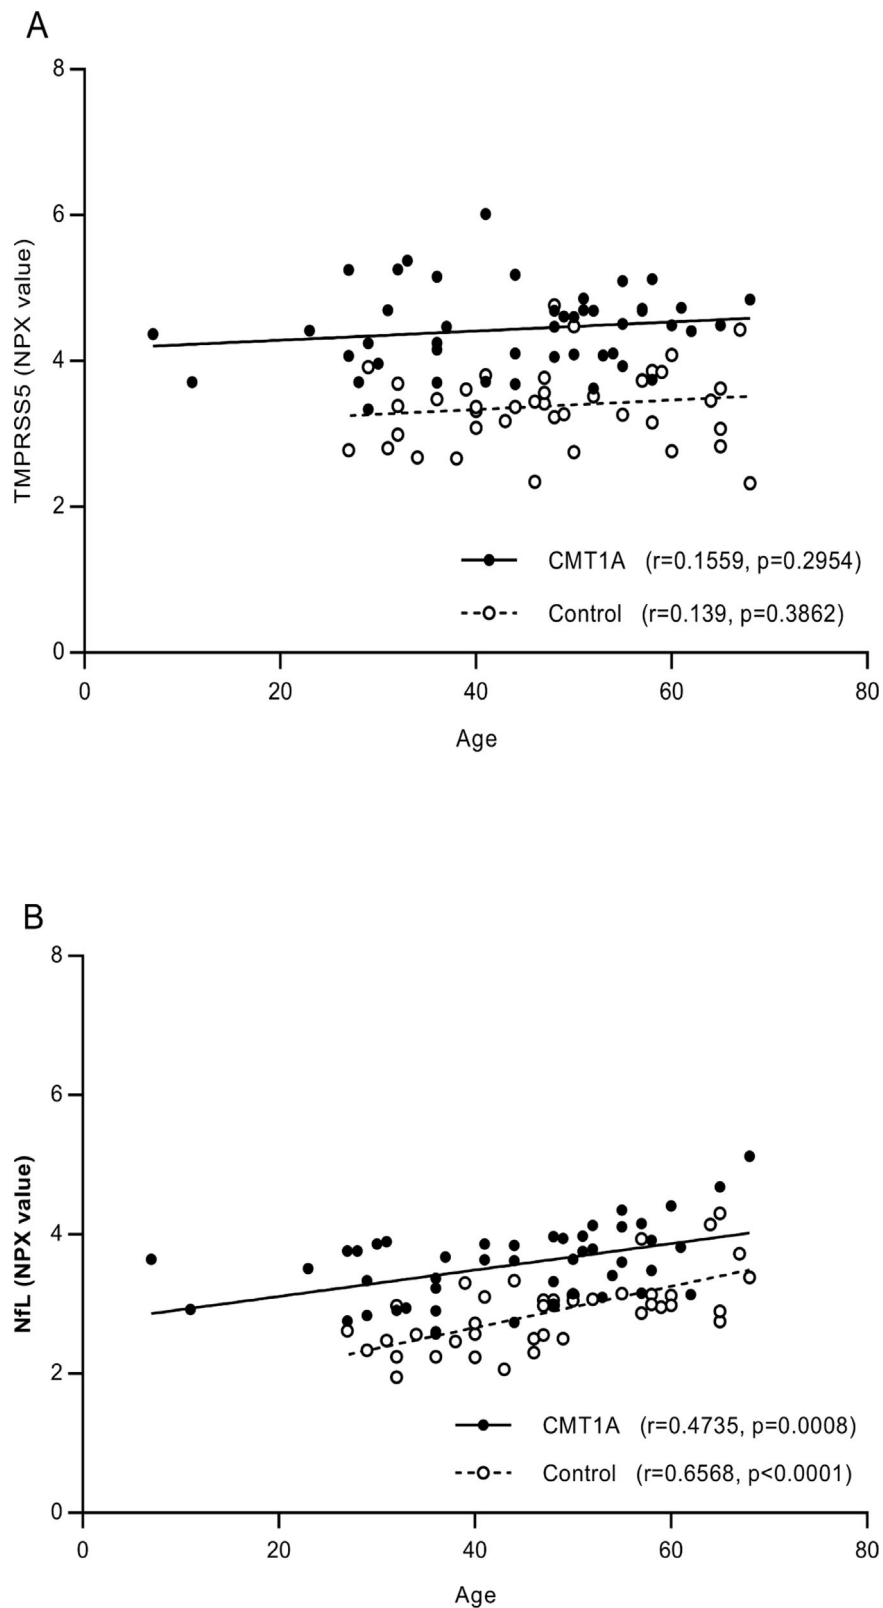 A
8
6
4
2
0
TMPRSS5 (NPX value)
CMT1A (r=0.1559, p=0.2954)
Control (r=0.139, p=0.3862)
0 20 40 60 80
Age
B
8
6
4
2
0
NfL (NPX value)
CMT1A (r=0.4735, p=0.0008)
Control (r=0.6568, p<0.0001)
0 20 40 60 80
Age